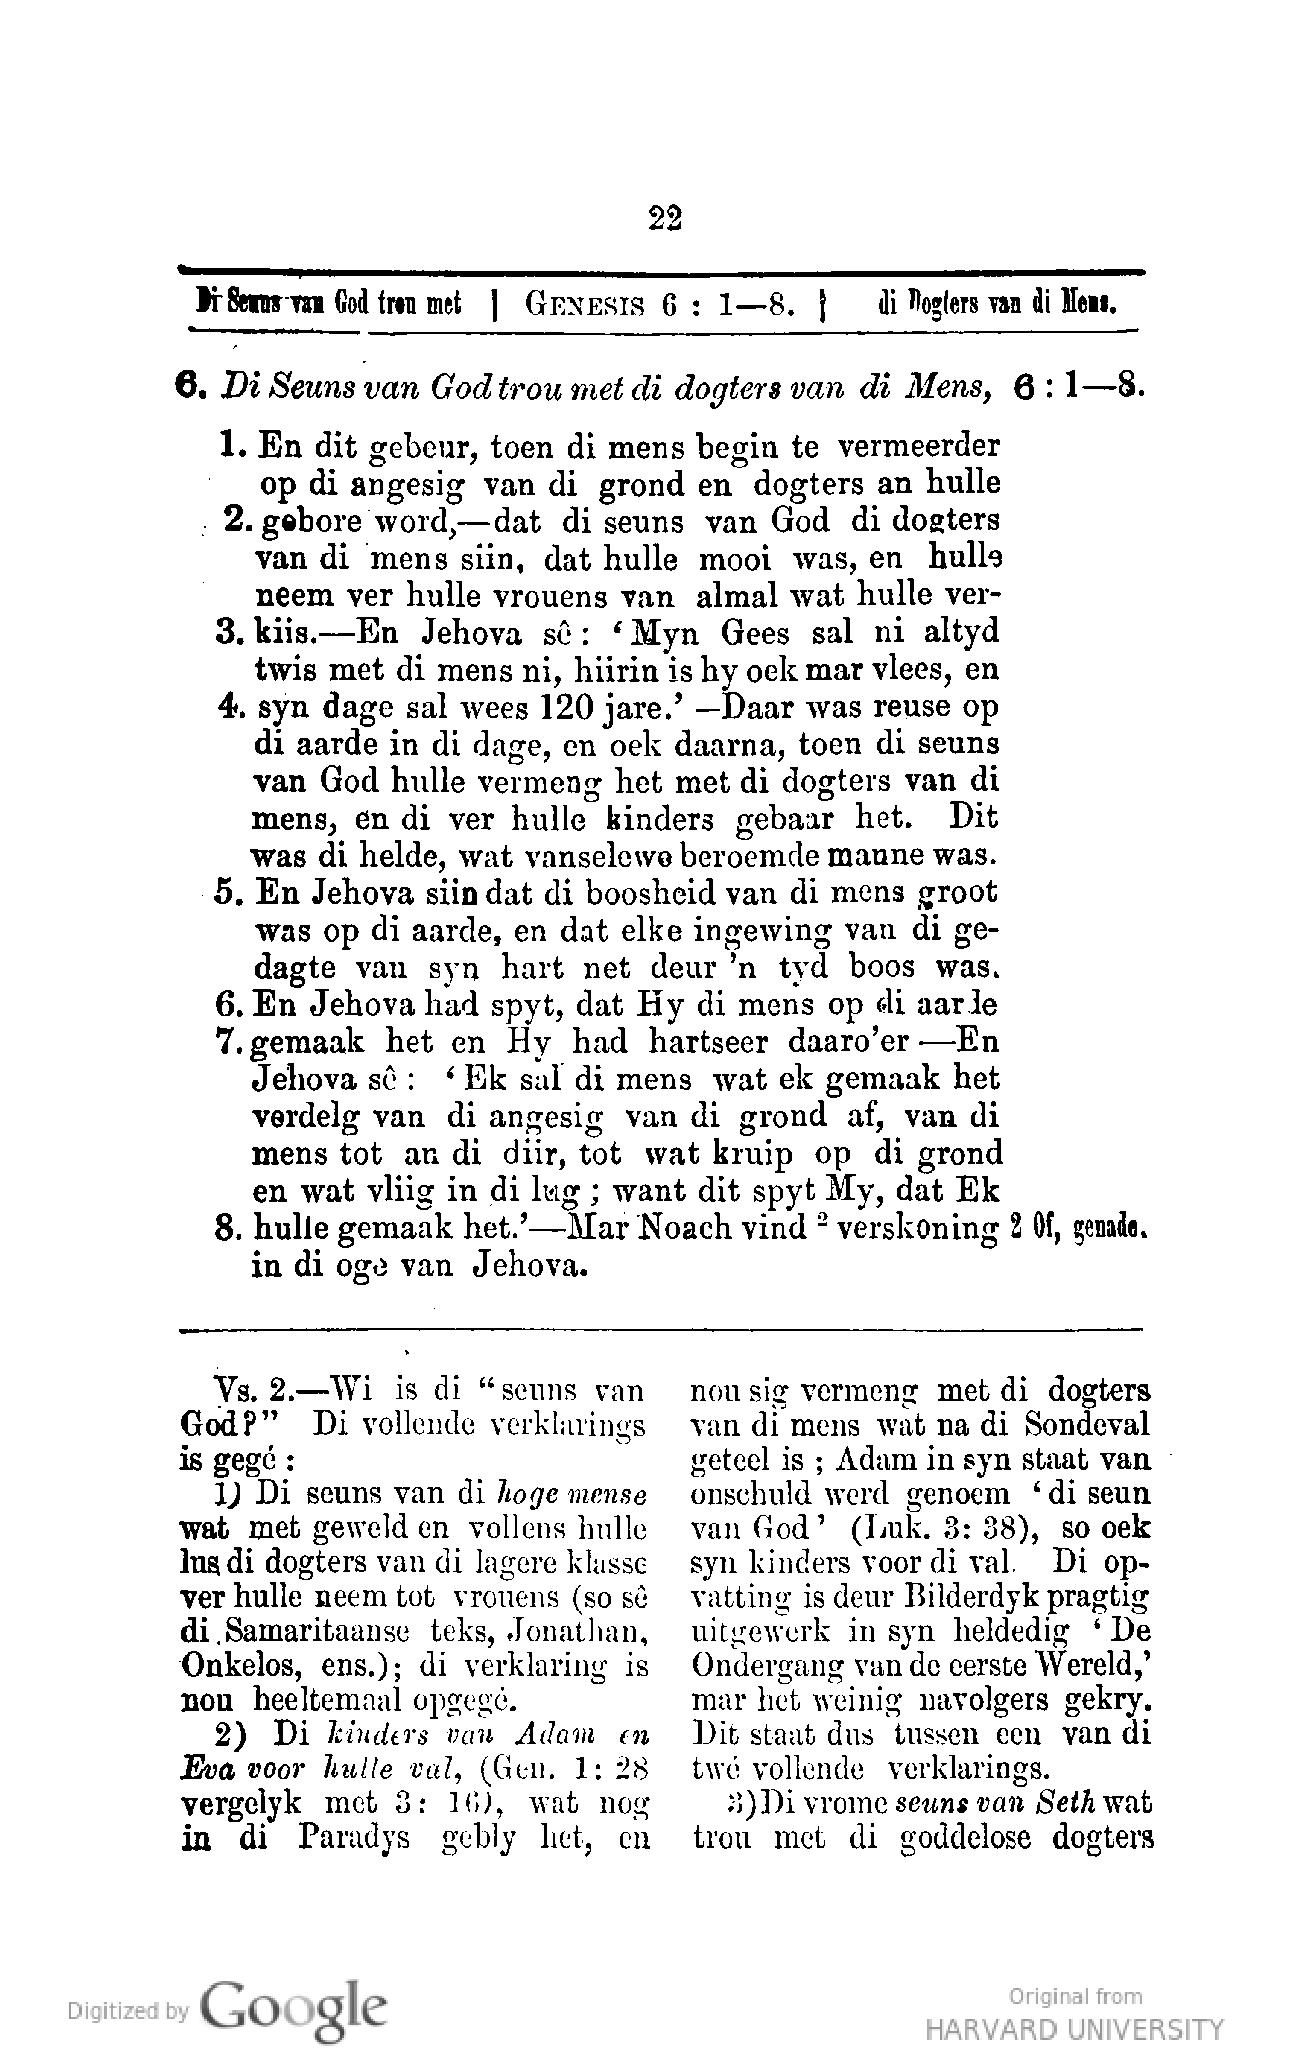 22
Di Seuns van God trou met | GENESIS 6 : 1—8. | di Dogters van di Mens.
6. Di Seuns van God trou met di dogters van di Mens, 6 : 1—8.
1. En dit gebeur, toen di mens begin te vermeerder
op di angesig van di grond en dogters an hulle
2. gebore word,—dat di seuns van God di dogters
van di mens siin, dat hulle mooi was, en hulle
neem ver hulle vrouens van almal wat hulle ver-
3. kiis.—En Jehova sê : ‘ Myn Gees sal ni altyd
twis met di mens ni, hiirin is hy oek mar vlees, en
4. syn dage sal wees 120 jare.’ —Daar was reuse op
di aarde in di dage, en oek daarna, toen di seuns
van God hulle vermeng het met di dogters van di
mens, en di ver hulle kinders gebaar het. Dit
was di helde, wat vanselewe beroemde manne was.
5. En Jehova siin dat di boosheid van di mens groot
was op di aarde, en dat elke ingewing van di ge-
dagte van syn hart net deur ’n tyd boos was.
6. En Jehova had spyt, dat Hy di mens op di aarde
7. gemaak het en Hy had hartseer daaro’er —En
Jehova sê : ‘ Ek sal di mens wat ek gemaak het
verdelg van di angesig van di grond af, van di
mens tot an di diir, tot wat kruip op di grond
en wat vliig in di lug ; want dit spyt My, dat Ek
8. hulle gemaak het.’—Mar Noach vind ² verskoning 2 Of, genade.
in di oge van Jehova.
Vs. 2.—Wi is di “ seuns van
God?” Di vollende verklarings
is gegé :
1) Di seuns van di hoge mense
wat met geweld en vollens hulle
lus di dogters van di lagere klasse
ver hulle neem tot vrouens (so sê
di Samaritaanse teks, Jonathan,
Onkelos, ens.); di verklaring is
nou heeltemaal opgegé.
2) Di kinders van Adam en
Eva voor hulle val, (Gen. 1: 28
vergelyk met 3: 16), wat nog
in di Paradys gebly het, en
nou sig vermeng met di dogters
van di mens wat na di Sondeval
geteel is ; Adam in syn staat van
onschuld werd genoem ‘ di seun
van God ’ (Luk. 3: 38), so oek
syn kinders voor di val. Di op-
vatting is deur Bilderdyk pragtig
uitgewerk in syn heldedig ‘ De
Ondergang van de eerste Wereld,’
mar het weinig navolgers gekry.
Dit staat dus tussen een van di
twé vollende verklarings.
3) Di vrome seuns van Seth wat
trou met di goddelose dogters
Digitized by Google
Original from
HARVARD UNIVERSITY